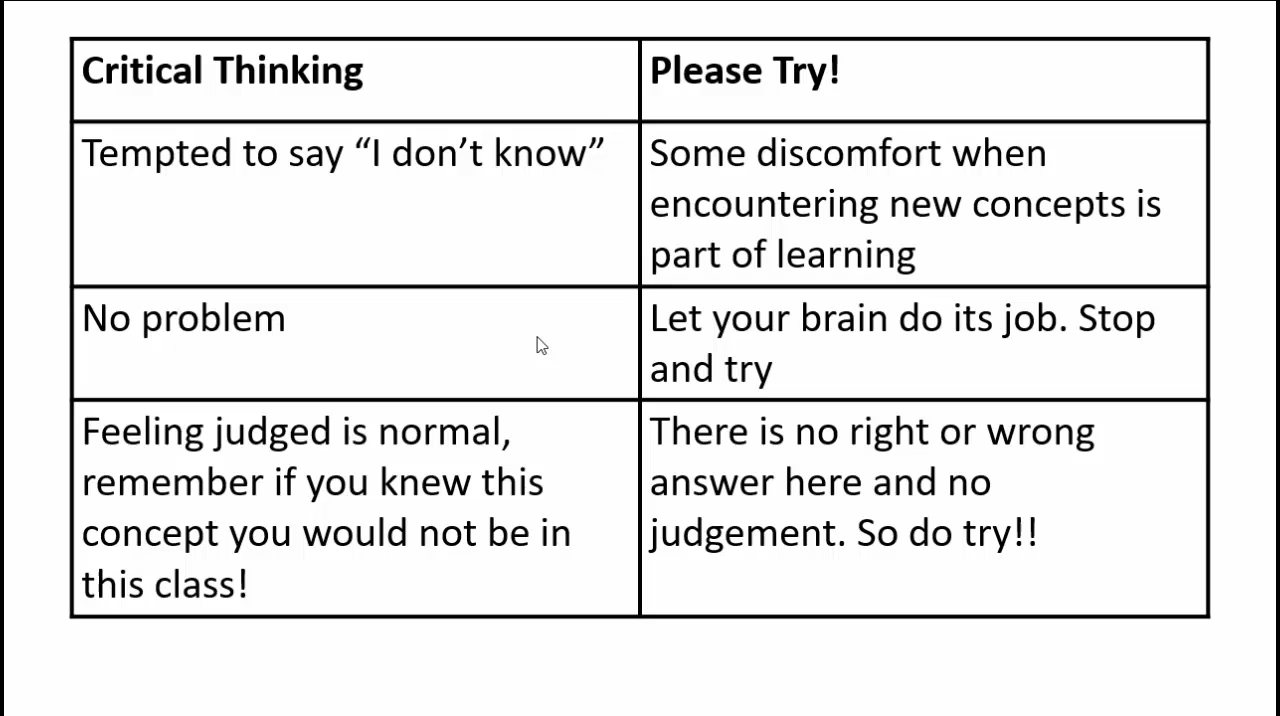 Critical Thinking
Please Try!
Tempted to say “I don’t know”
Some discomfort when
encountering new concepts is
part of learning
No problem
Let your brain do its job. Stop
and try
Feeling judged is normal,
remember if you knew this
concept you would not be in
this class!
There is no right or wrong
answer here and no
judgement. So do try!!